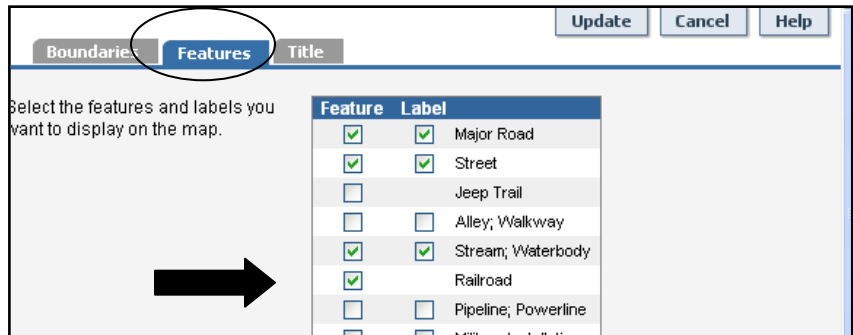 Update Cancel Help
Boundaries Features Title
Select the features and labels you
want to display on the map.
Feature Label
Major Road
Street
Jeep Trail
Alley; Walkway
Stream; Waterbody
Railroad
Pipeline; Powerline